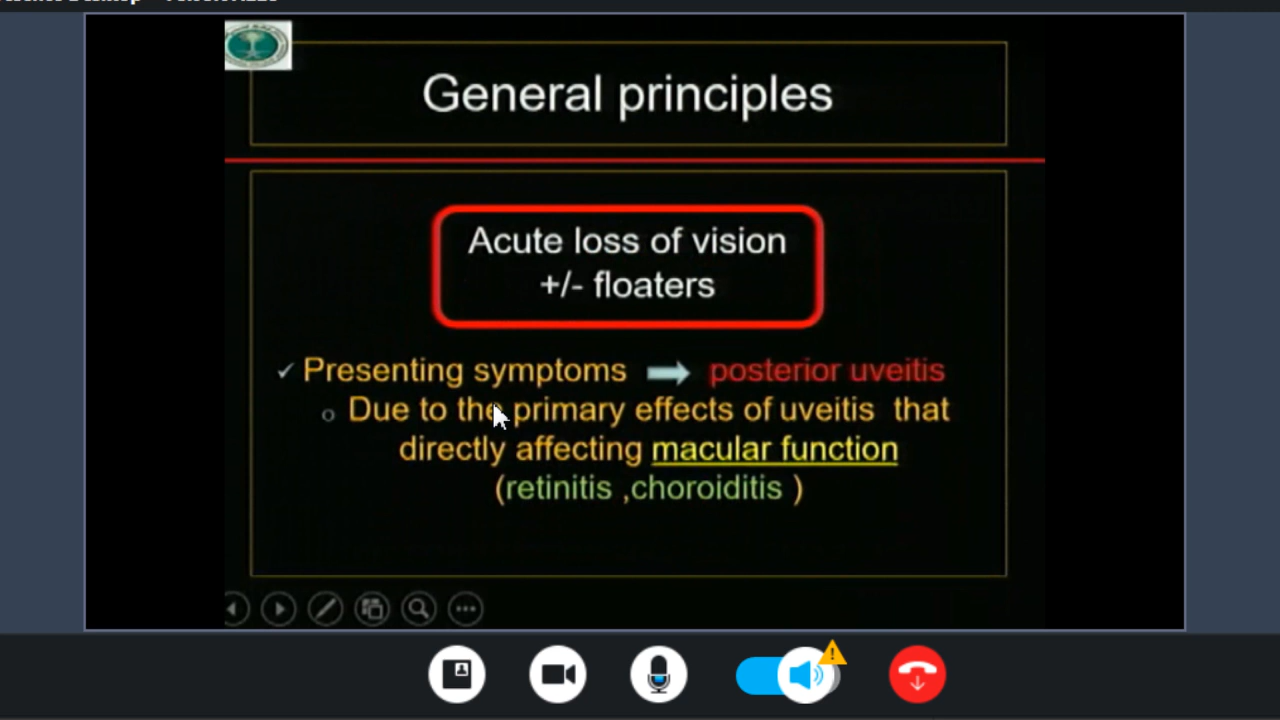 General principles
Acute loss of vision
+/- floaters
✓ Presenting symptoms ➡ posterior uveitis
o Due to the primary effects of uveitis that
directly affecting macular function
(retinitis ,choroiditis )